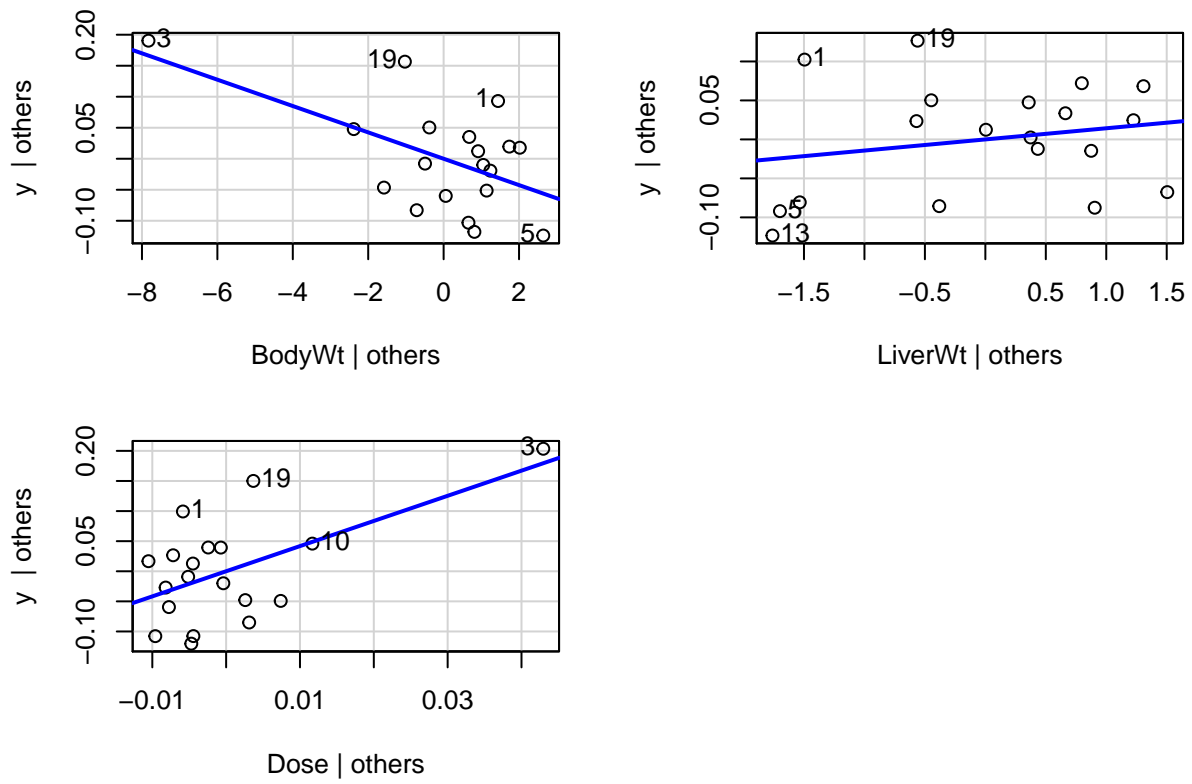 3
19
1
5
0.20
0.05
−0.10
y | others
−8 −6 −4 −2 0 2
BodyWt | others
19
1
5
13
0.05
−0.10
y | others
−1.5 −0.5 0.5 1.0 1.5
LiverWt | others
3
19
1
10
0.20
0.05
−0.10
y | others
−0.01 0.01 0.03
Dose | others